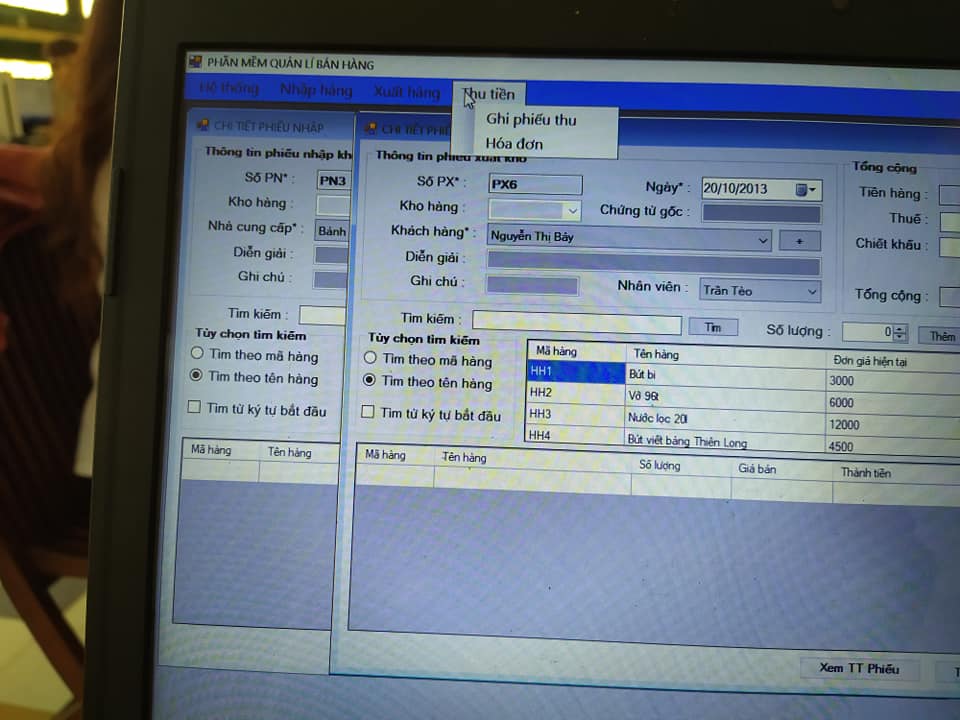 PHẦN MỀM QUẢN LÍ BÁN HÀNG
Hệ thống Nhập hàng Xuất hàng Thu tiền
Ghi phiếu thu
Hóa đơn
CHI TIẾT PHIẾU NHẬP
Thông tin phiếu nhập kh
Số PN* : PN3
Kho hàng :
Nhà cung cấp* : Bánh
Diễn giải :
Ghi chú :
Tìm kiếm :
Tùy chọn tìm kiếm
Tìm theo mã hàng
Tìm theo tên hàng
Tìm từ ký tự bắt đầu
Mã hàng Tên hàng
CHI TIẾT PHIẾ
Thông tin phiếu xuất kho
Số PX* : PX6 Ngày* : 20/10/2013
Kho hàng : Chứng từ gốc :
Khách hàng* : Nguyễn Thị Bảy +
Diễn giải :
Ghi chú : Nhân viên : Trần Tèo
Tổng cộng
Tiền hàng :
Thuế :
Chiết khấu :
Tổng cộng :
Tìm kiếm : Tìm Số lượng : 0 Thêm
Tùy chọn tìm kiếm
Tìm theo mã hàng
Tìm theo tên hàng
Tìm từ ký tự bắt đầu
Mã hàng Tên hàng Đơn giá hiện tại
HH1 Bút bi 3000
HH2 Vở 96t 6000
HH3 Nước lọc 20l 12000
HH4 Bút viết bảng Thiên Long 4500
Mã hàng Tên hàng Số lượng Giá bán Thành tiền
Xem TT Phiếu T